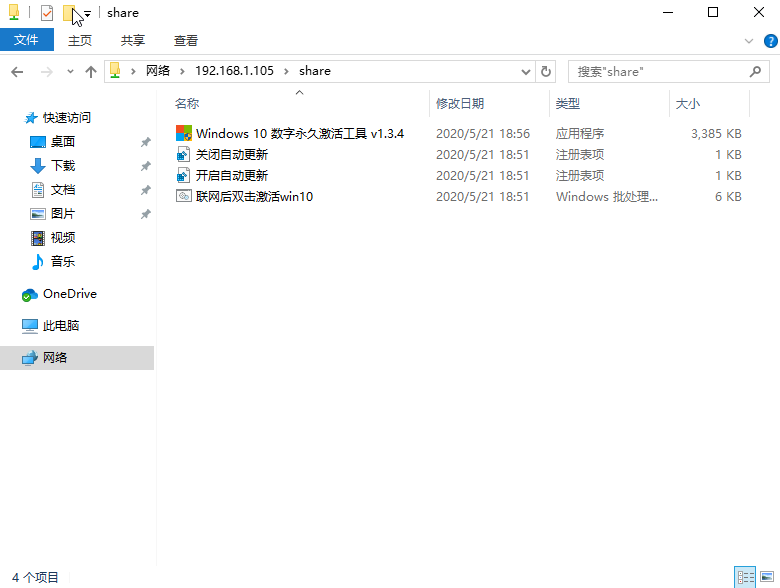 share
文件 主页 共享 查看
网络 192.168.1.105 share 搜索"share"
名称 修改日期 类型 大小
快速访问
桌面
下载
文档
图片
视频
音乐
OneDrive
此电脑
网络
Windows 10 数字永久激活工具 v1.3.4 2020/5/21 18:56 应用程序 3,385 KB
关闭自动更新 2020/5/21 18:51 注册表项 1 KB
开启自动更新 2020/5/21 18:51 注册表项 1 KB
联网后双击激活win10 2020/5/21 18:51 Windows 批处理... 6 KB
4 个项目